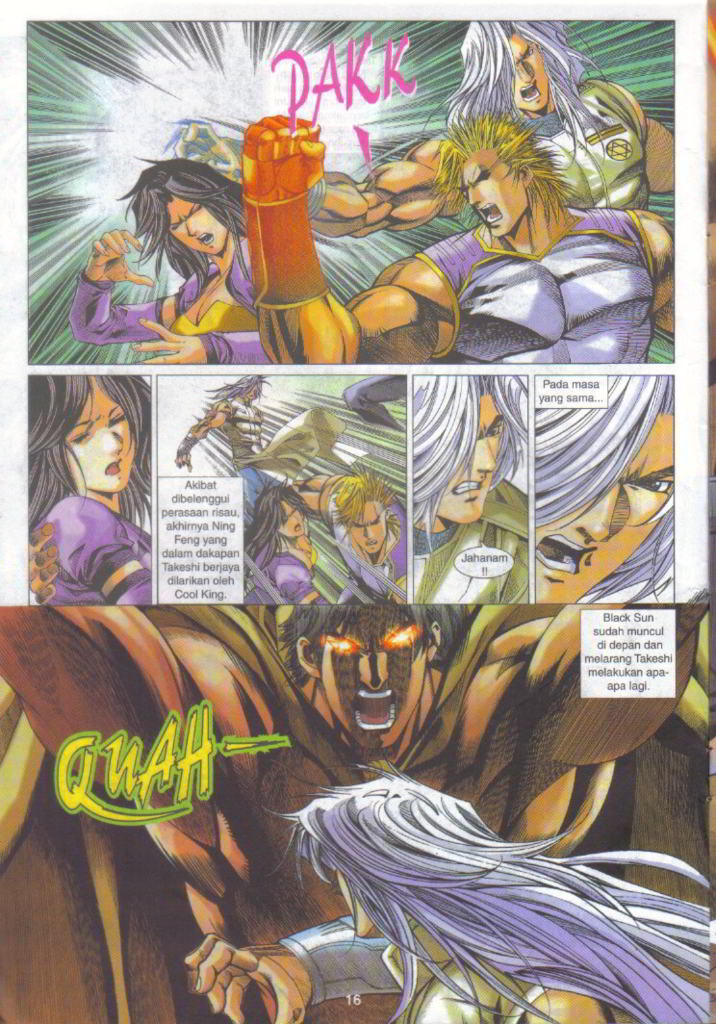 PAKK
!
Akibat
dibelenggui
perasaan risau,
akhirnya Ning
Feng yang
dalam dakapan
Takeshi berjaya
dilarikan oleh
Cool King.
Jahanam
!!
Pada masa
yang sama...
Black Sun
sudah muncul
di depan dan
melarang Takeshi
melakukan apa-
apa lagi.
QUAH—
16